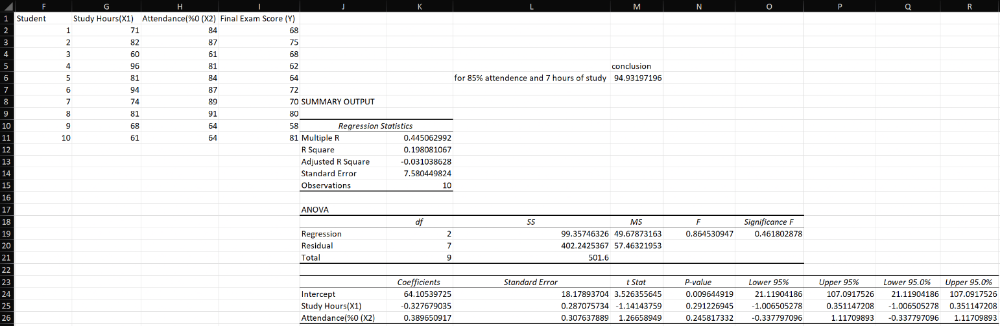 F G H I J K L M N O P Q R
1 Student Study Hours(X1) Attendance(%0 (X2) Final Exam Score (Y)
2 1 71 84 68
3 2 82 87 75
4 3 60 61 68
5 4 96 81 62 conclusion
6 5 81 84 64 for 85% attendence and 7 hours of study 94.93197196
7 6 94 87 72
8 7 74 89 70 SUMMARY OUTPUT
9 8 81 91 80
10 9 68 64 58 Regression Statistics
11 10 61 64 81 Multiple R 0.445062992
12 R Square 0.198081067
13 Adjusted R Square -0.031038628
14 Standard Error 7.580449824
15 Observations 10
16
17 ANOVA
18 df SS MS F Significance F
19 Regression 2 99.35746326 49.67873163 0.864530947 0.461802878
20 Residual 7 402.2425367 57.46321953
21 Total 9 501.6
22
23 Coefficients Standard Error t Stat P-value Lower 95% Upper 95% Lower 95.0% Upper 95.0%
24 Intercept 64.10539725 18.17893704 3.526355645 0.009644919 21.11904186 107.0917526 21.11904186 107.0917526
25 Study Hours(X1) -0.327679035 0.287075734 -1.14143759 0.291226945 -1.006505278 0.351147208 -1.006505278 0.351147208
26 Attendance(%0 (X2) 0.389650917 0.307637889 1.26658949 0.245817332 -0.337797096 1.11709893 -0.337797096 1.11709893